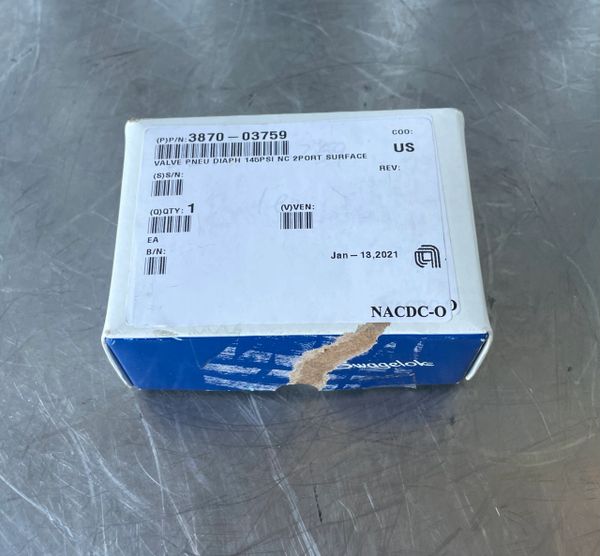 (P)P/N: 3870-03759
COO:
US
VALVE PNEU DIAPH 145PSI NC 2PORT SURFACE
(S)S/N:
REV:
(Q)QTY: 1
(V)VEN:
EA
B/N:
Jan-13,2021
NACDC-O
Swagelok